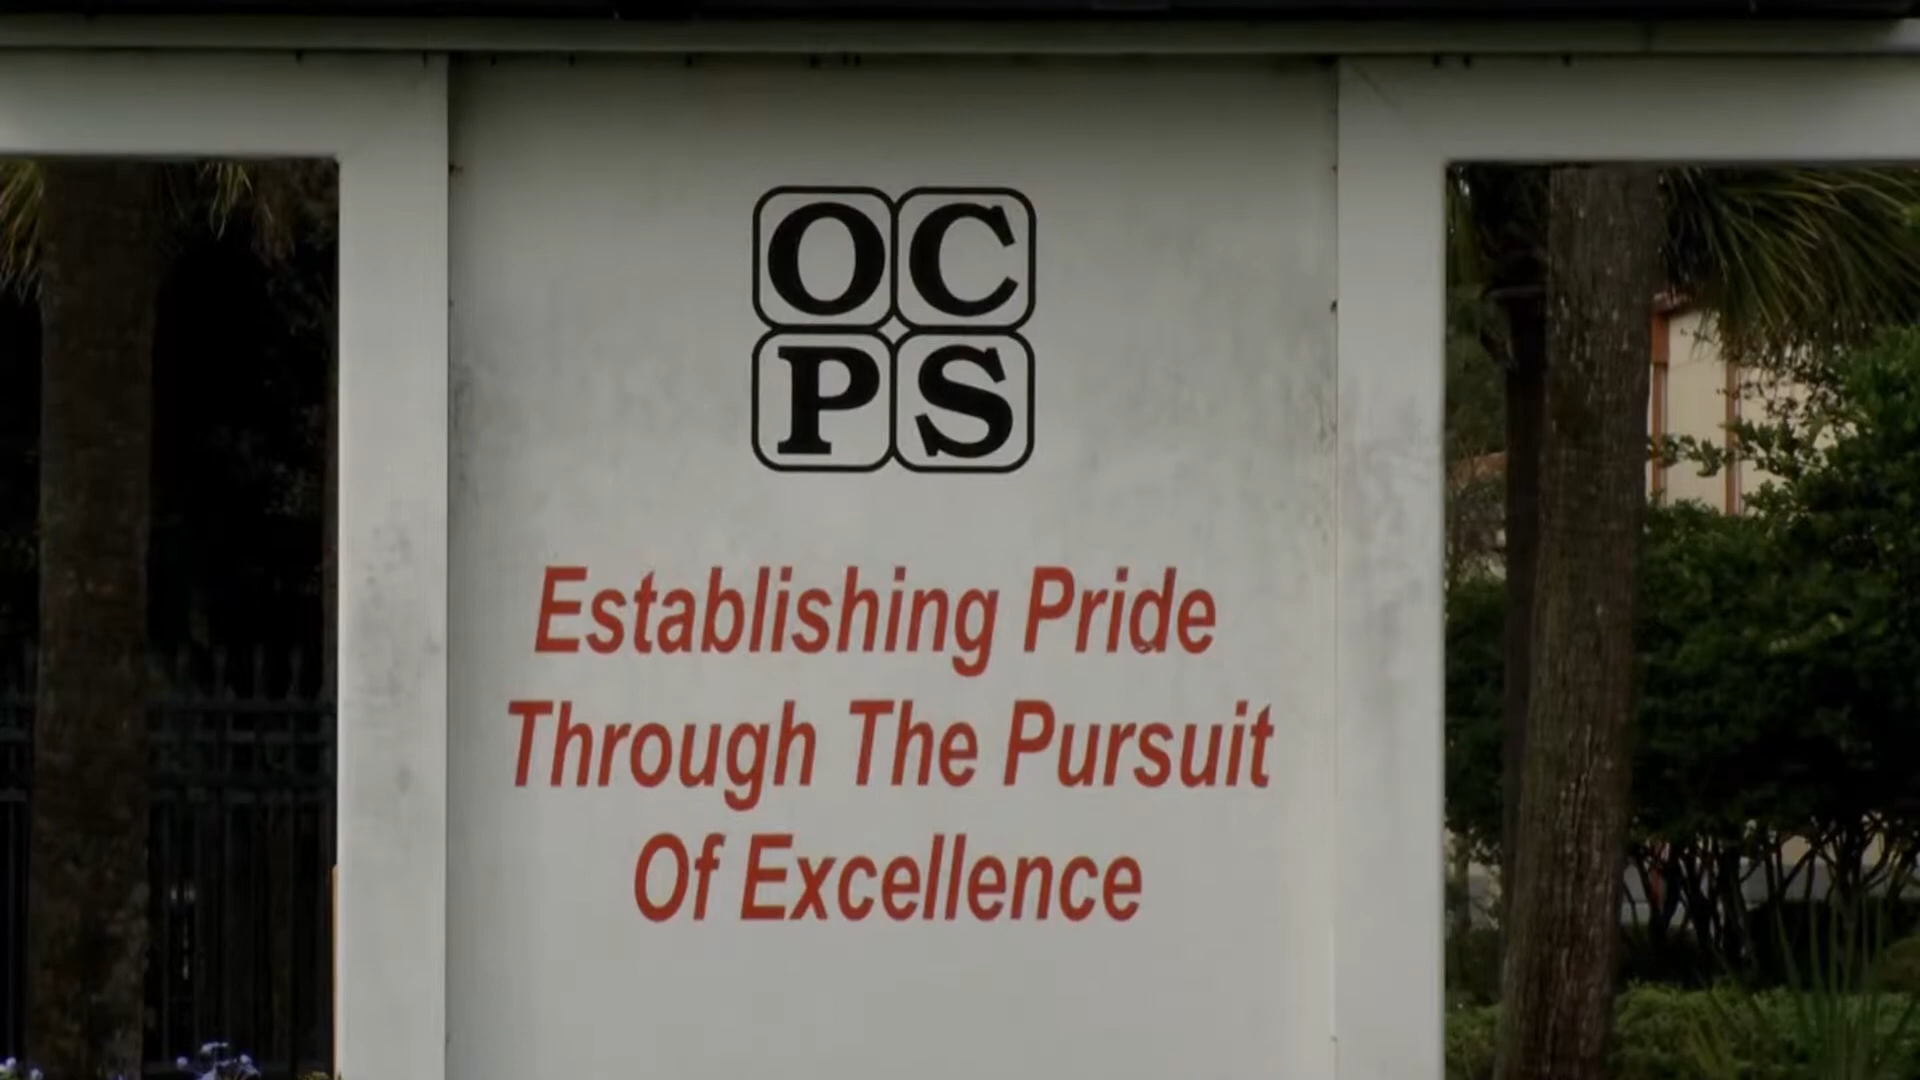 OC
PS
Establishing Pride
Through The Pursuit
Of Excellence